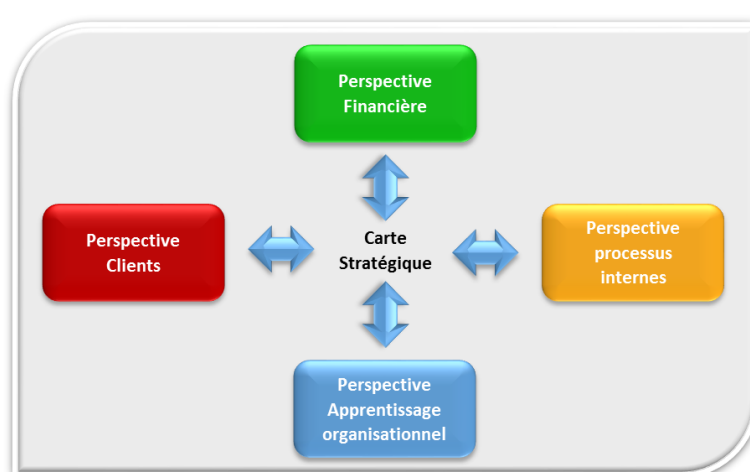 Perspective
Financière
Perspective
Clients
Carte
Stratégique
Perspective
processus
internes
Perspective
Apprentissage
organisationnel